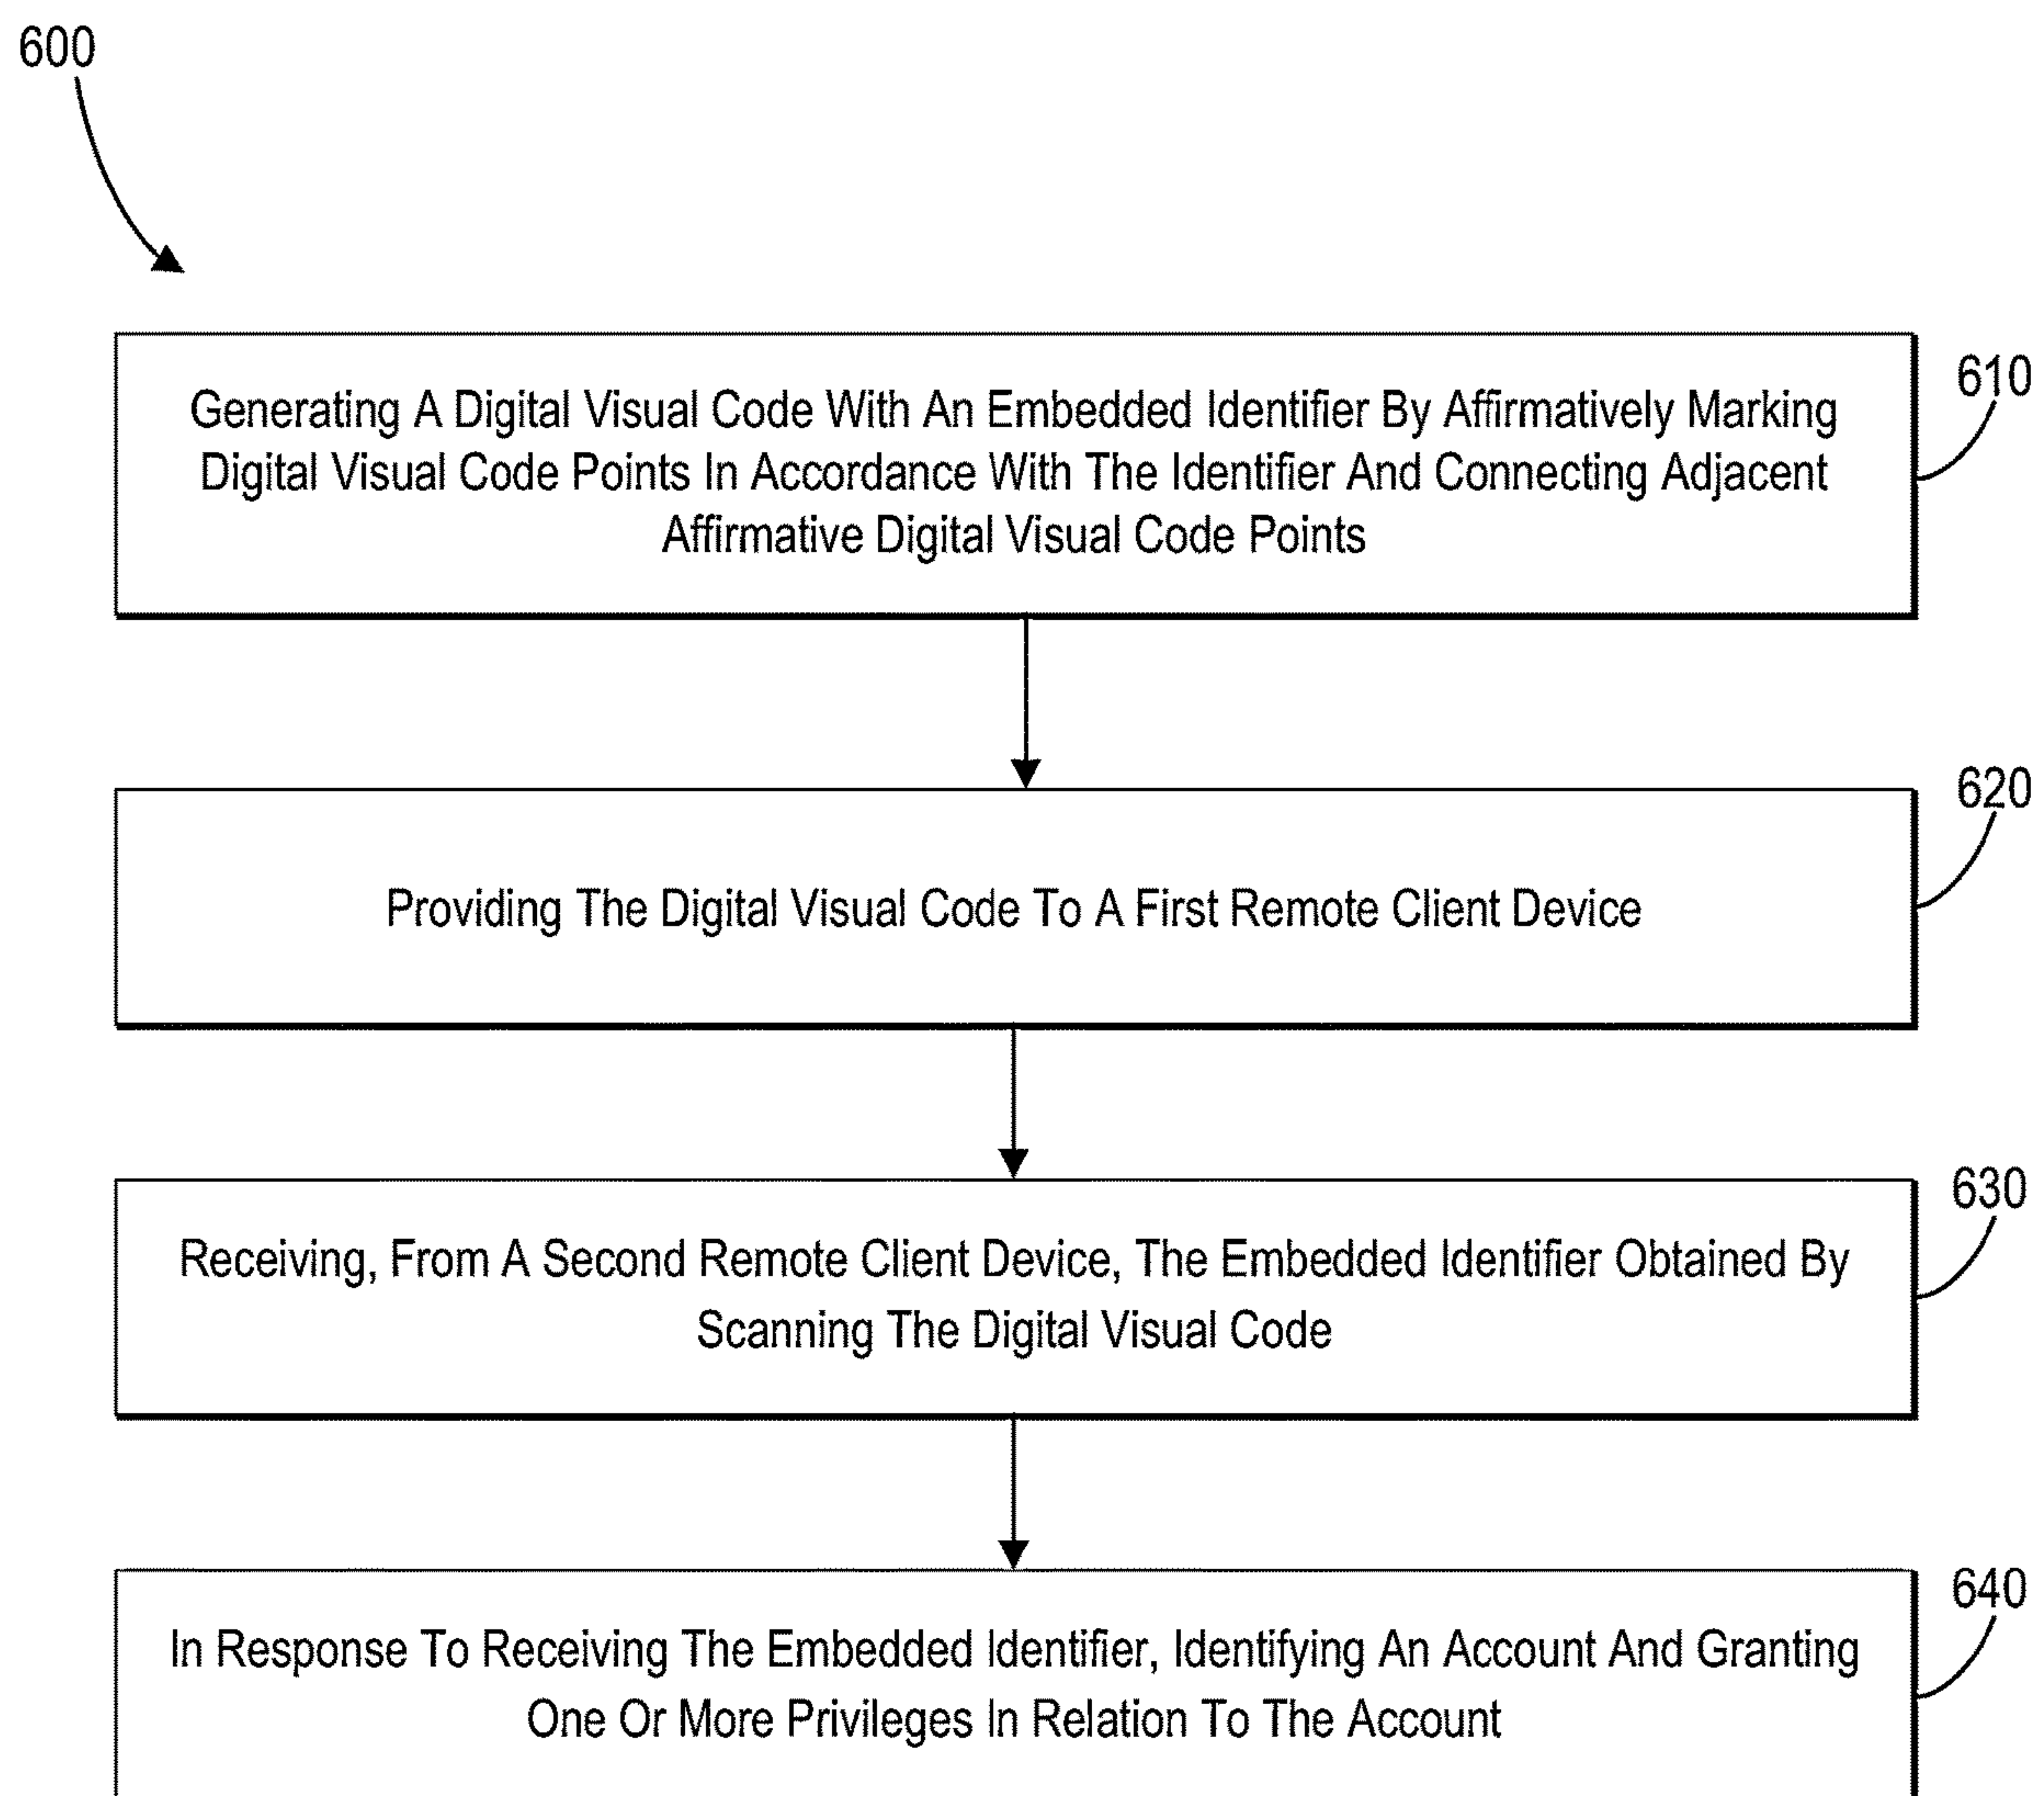 600
610
Generating A Digital Visual Code With An Embedded Identifier By Affirmatively Marking
Digital Visual Code Points In Accordance With The Identifier And Connecting Adjacent
Affirmative Digital Visual Code Points
620
Providing The Digital Visual Code To A First Remote Client Device
630
Receiving, From A Second Remote Client Device, The Embedded Identifier Obtained By
Scanning The Digital Visual Code
640
In Response To Receiving The Embedded Identifier, Identifying An Account And Granting
One Or More Privileges In Relation To The Account